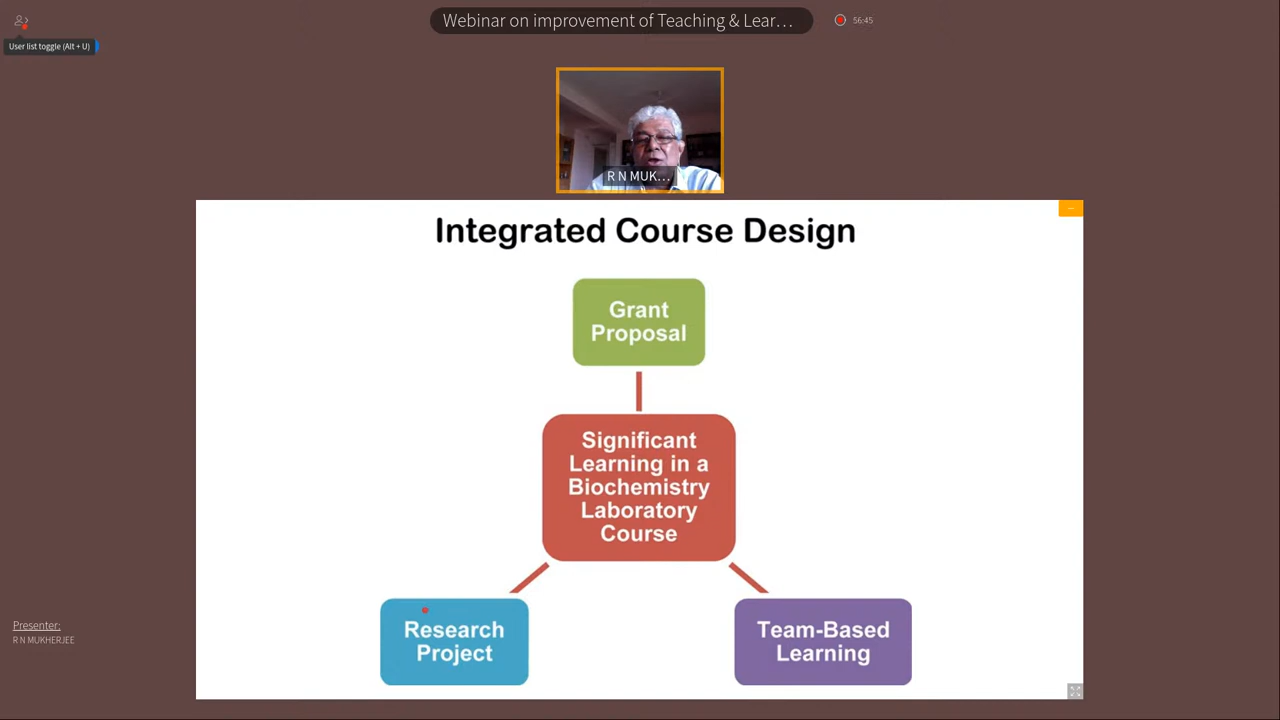 Webinar on improvement of Teaching & Lear...
56:45
User list toggle (Alt + U)
R N MUK...
Integrated Course Design
Grant
Proposal
Significant
Learning in a
Biochemistry
Laboratory
Course
Research
Project
Team-Based
Learning
Presenter:
R N MUKHERJEE